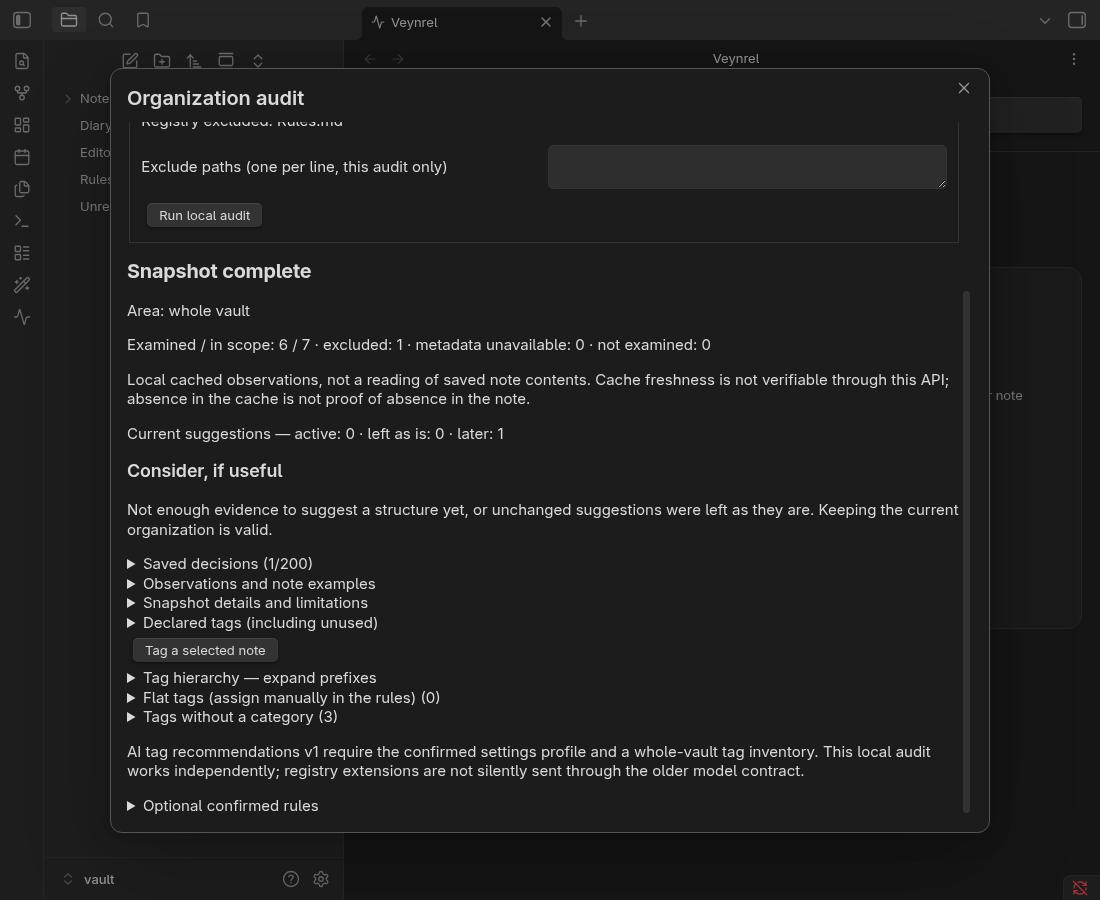 Veynrel
Veynrel
Note
Diary
Edito
Rules
Unre
Organization audit
Registry excluded: Rules.md
Exclude paths (one per line, this audit only)
Run local audit
Snapshot complete
Area: whole vault
Examined / in scope: 6 / 7 · excluded: 1 · metadata unavailable: 0 · not examined: 0
Local cached observations, not a reading of saved note contents. Cache freshness is not verifiable through this API;
absence in the cache is not proof of absence in the note.
Current suggestions — active: 0 · left as is: 0 · later: 1
Consider, if useful
Not enough evidence to suggest a structure yet, or unchanged suggestions were left as they are. Keeping the current
organization is valid.
Saved decisions (1/200)
Observations and note examples
Snapshot details and limitations
Declared tags (including unused)
Tag a selected note
Tag hierarchy — expand prefixes
Flat tags (assign manually in the rules) (0)
Tags without a category (3)
AI tag recommendations v1 require the confirmed settings profile and a whole-vault tag inventory. This local audit
works independently; registry extensions are not silently sent through the older model contract.
Optional confirmed rules
note
vault